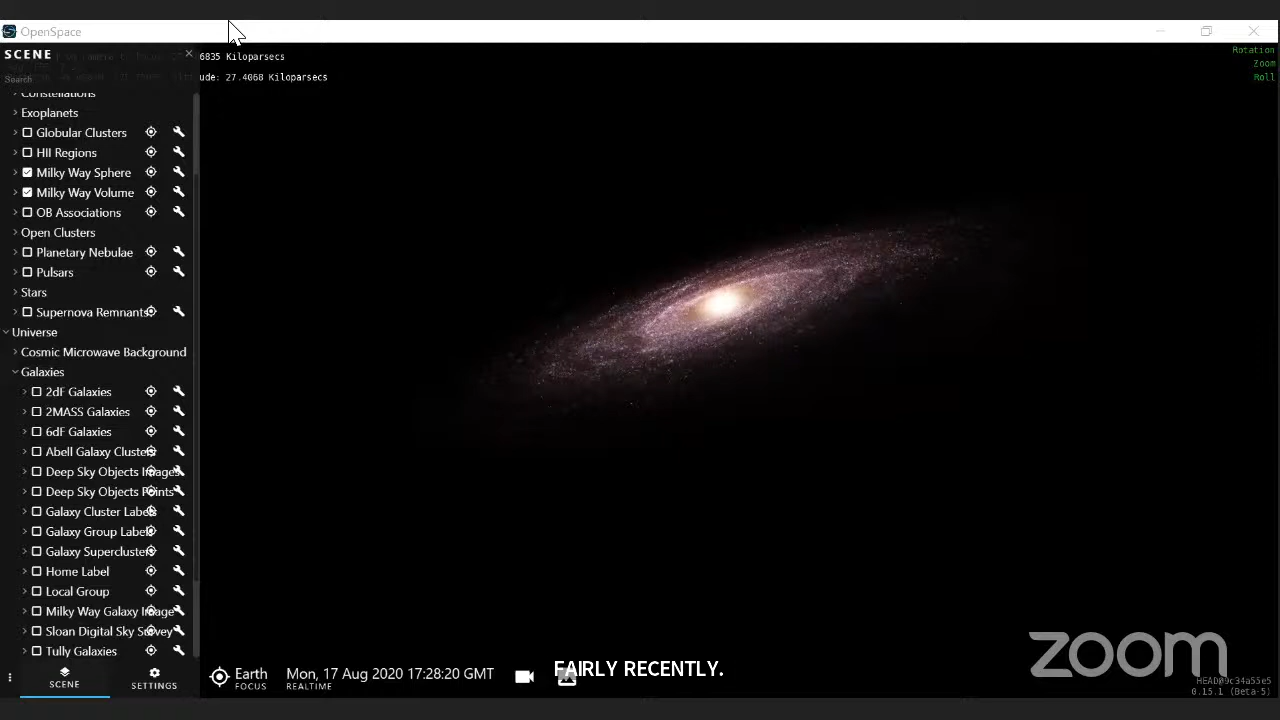 OpenSpace
SCENE
6835 Kiloparsecs
Search
ude: 27.4068 Kiloparsecs
Rotation
Zoom
Roll
Constellations
Exoplanets
Globular Clusters
HII Regions
Milky Way Sphere
Milky Way Volume
OB Associations
Open Clusters
Planetary Nebulae
Pulsars
Stars
Supernova Remnants
Universe
Cosmic Microwave Background
Galaxies
2dF Galaxies
2MASS Galaxies
6dF Galaxies
Abell Galaxy Clusters
Deep Sky Objects Images
Deep Sky Objects Points
Galaxy Cluster Labels
Galaxy Group Labels
Galaxy Superclusters
Home Label
Local Group
Milky Way Galaxy Image
Sloan Digital Sky Survey
Tully Galaxies
SCENE
SETTINGS
Earth
FOCUS
Mon, 17 Aug 2020 17:28:20 GMT
REALTIME
FAIRLY RECENTLY.
zoom
HEAD@9c34a55e5
0.15.1 (Beta-5)